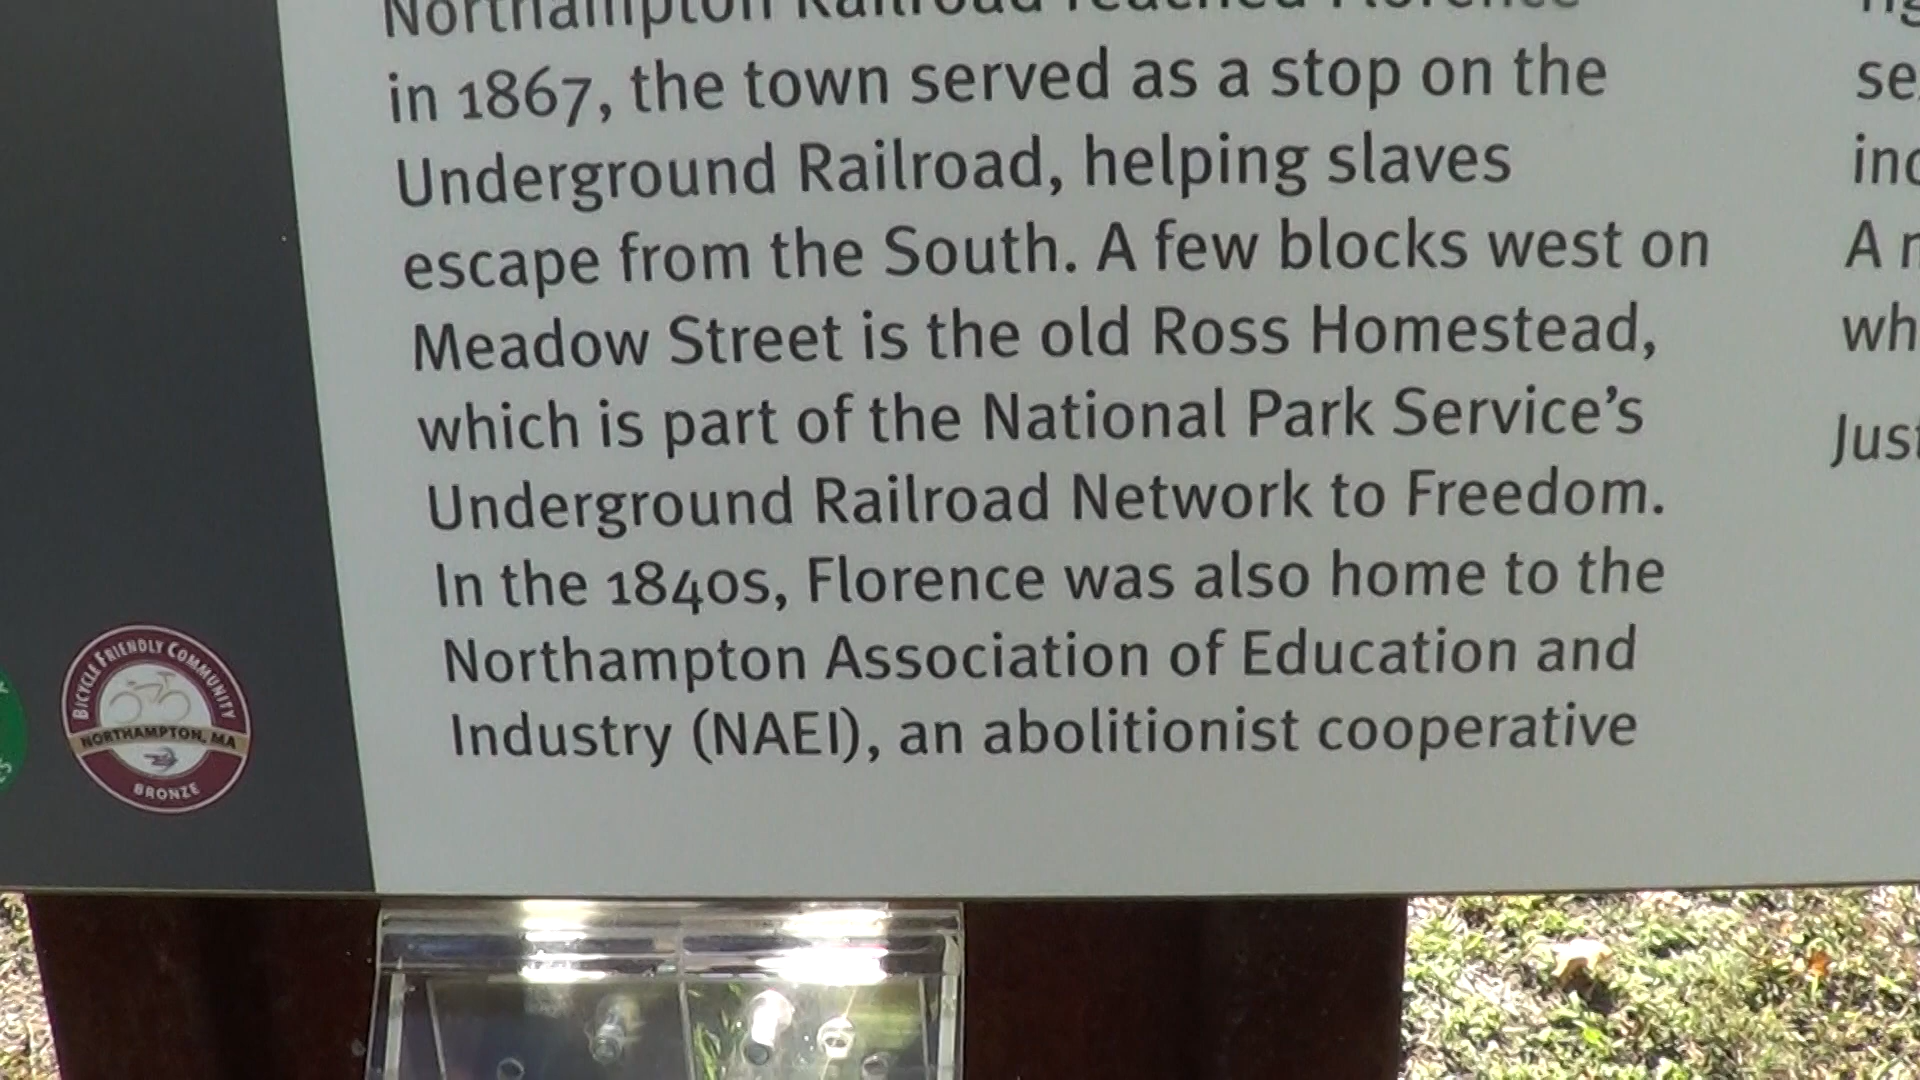 Northampton Railroad reached Florence
in 1867, the town served as a stop on the
Underground Railroad, helping slaves
escape from the South. A few blocks west on
Meadow Street is the old Ross Homestead,
which is part of the National Park Service’s
Underground Railroad Network to Freedom.
In the 1840s, Florence was also home to the
Northampton Association of Education and
Industry (NAEI), an abolitionist cooperative
wh
Just
BICYCLE FRIENDLY COMMUNITY
NORTHAMPTON, MA
BRONZE